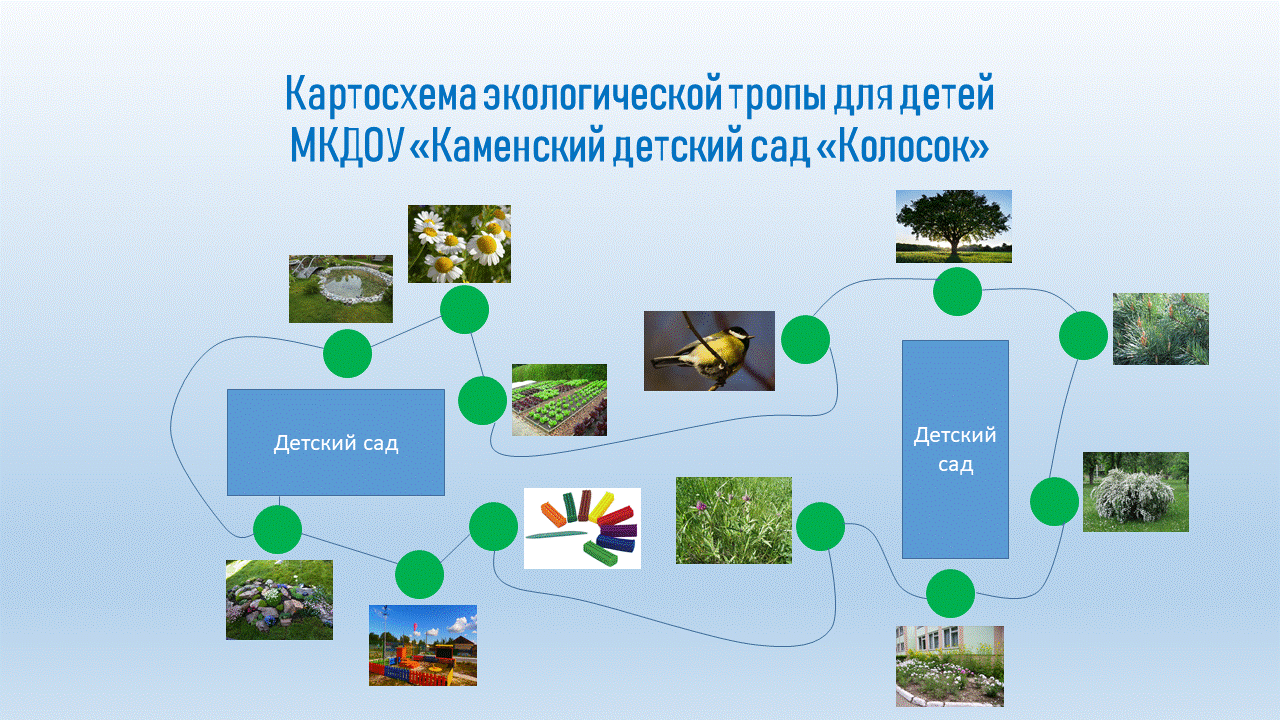 Картосхема экологической тропы для детей
МКДОУ «Каменский детский сад «Колосок»
Детский сад
Детский
сад